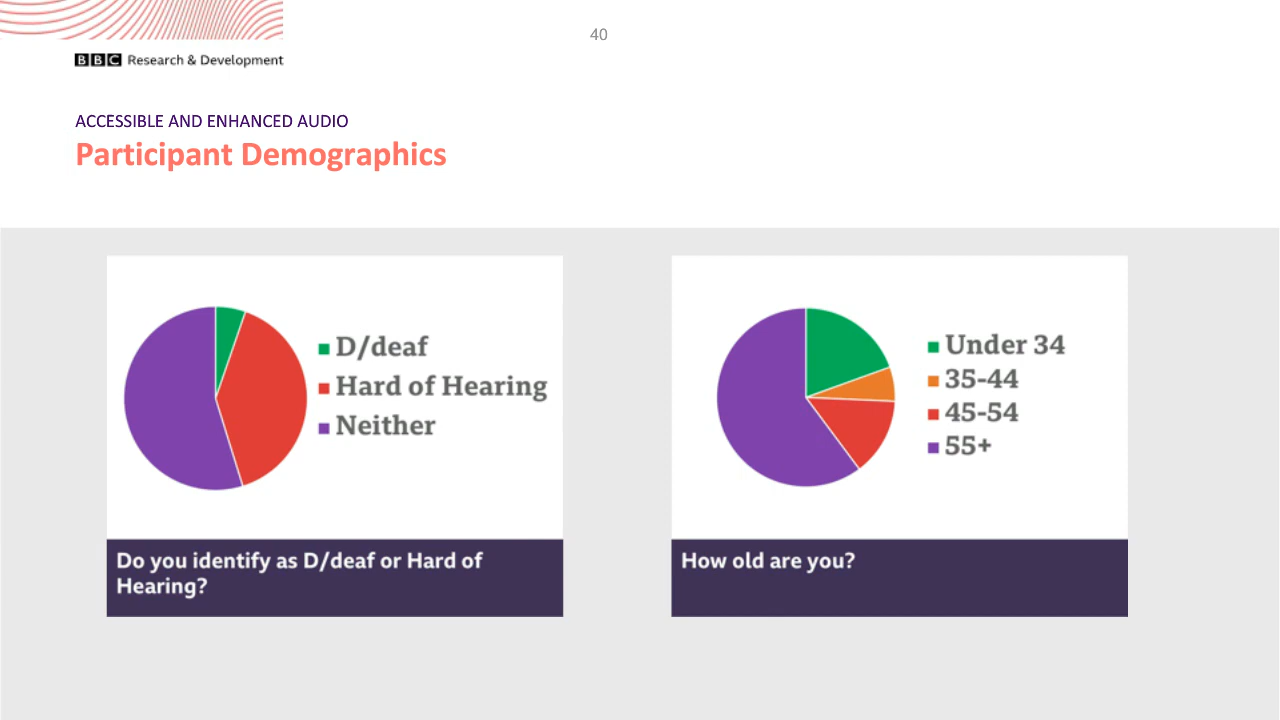 40
BBC Research & Development
ACCESSIBLE AND ENHANCED AUDIO
Participant Demographics
D/deaf
Hard of Hearing
Neither
Do you identify as D/deaf or Hard of
Hearing?
Under 34
35-44
45-54
55+
How old are you?